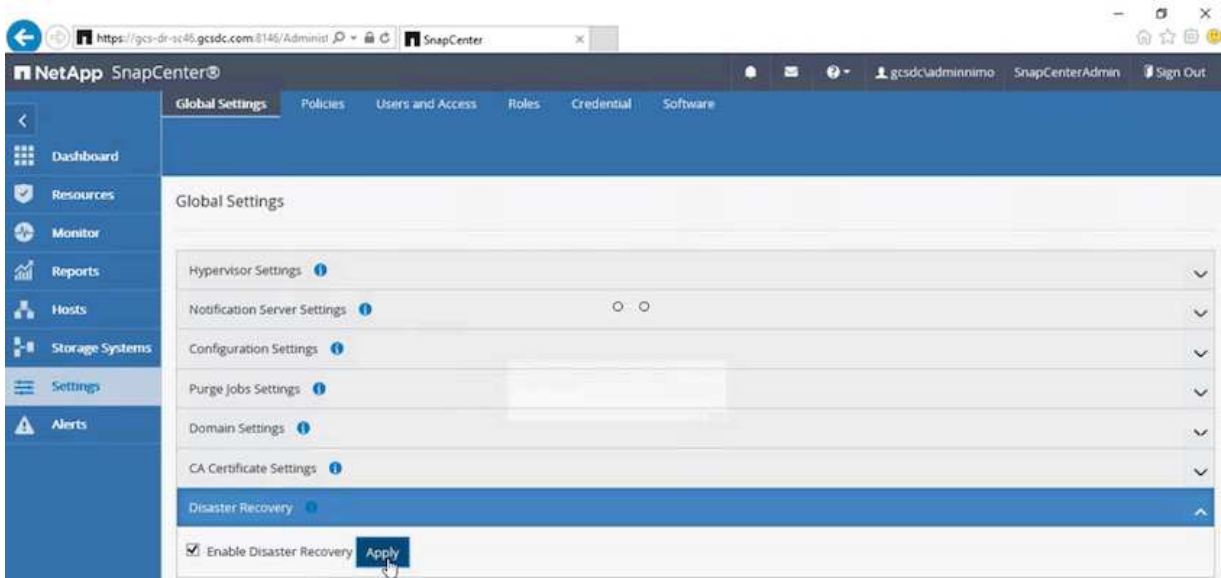 https://gcs-dr-sc46.gcsdc.com:8146/Administ
SnapCenter
NetApp SnapCenter®
gcsdc\adminnimo SnapCenterAdmin Sign Out
Global Settings Policies Users and Access Roles Credential Software
Dashboard
Resources
Monitor
Reports
Hosts
Storage Systems
Settings
Alerts
Global Settings
Hypervisor Settings
Notification Server Settings
Configuration Settings
Purge Jobs Settings
Domain Settings
CA Certificate Settings
Disaster Recovery
Enable Disaster Recovery Apply